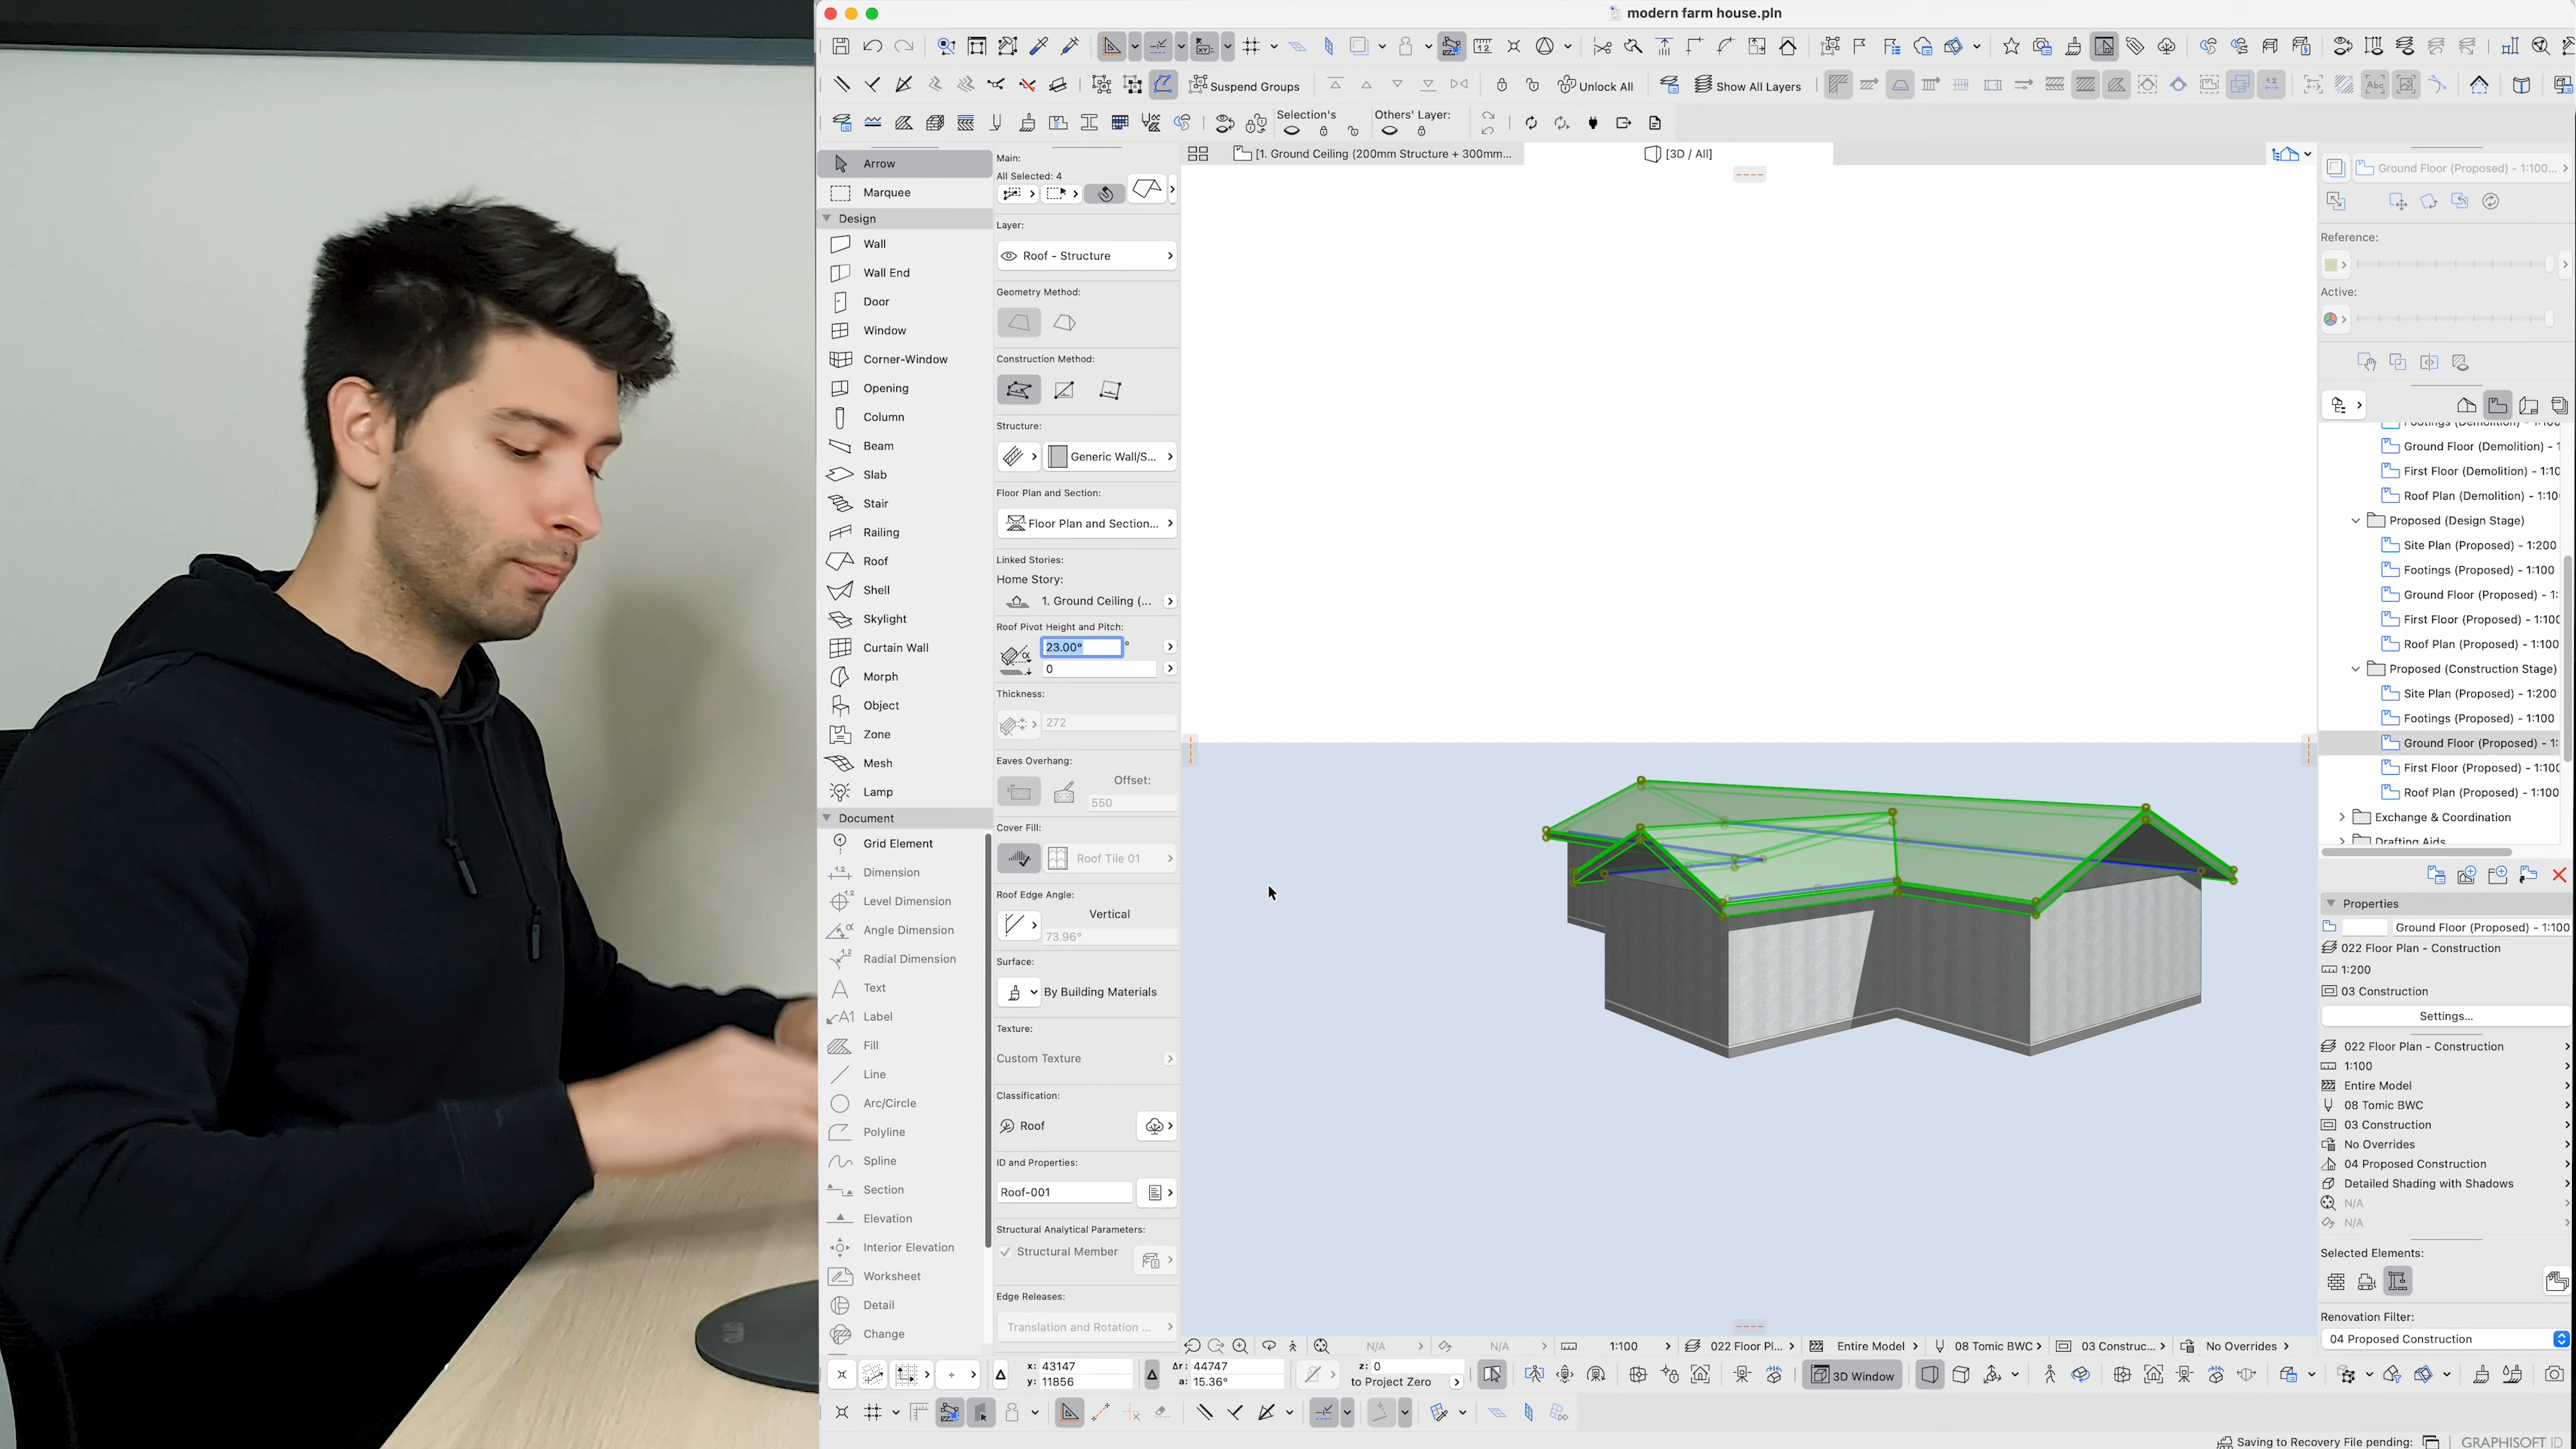 modern farm house.pln
Suspend Groups
Unlock All
Show All Layers
Selection's
Others' Layer:
[1. Ground Ceiling (200mm Structure + 300mm...
[3D / All]
Arrow
Marquee
Design
Wall
Wall End
Door
Window
Corner-Window
Opening
Column
Beam
Slab
Stair
Railing
Roof
Shell
Skylight
Curtain Wall
Morph
Object
Zone
Mesh
Lamp
Document
Grid Element
Dimension
Level Dimension
Angle Dimension
Radial Dimension
Text
Label
Fill
Line
Arc/Circle
Polyline
Spline
Section
Elevation
Interior Elevation
Worksheet
Detail
Change
Main:
All Selected: 4
Layer:
Roof - Structure
Geometry Method:
Construction Method:
Structure:
Generic Wall/S...
Floor Plan and Section:
Floor Plan and Section...
Linked Stories:
Home Story:
1. Ground Ceiling (...
Roof Pivot Height and Pitch:
23.00°
°
0
Thickness:
272
Eaves Overhang:
Offset:
550
Cover Fill:
Roof Tile 01
Roof Edge Angle:
Vertical
73.96°
Surface:
By Building Materials
Texture:
Custom Texture
Classification:
Roof
ID and Properties:
Roof-001
Structural Analytical Parameters:
Structural Member
Edge Releases:
Translation and Rotation ...
Ground Floor (Proposed) - 1:100...
Reference:
Active:
Footings (Demolition) - 1:100
Ground Floor (Demolition) - 1
First Floor (Demolition) - 1:10
Roof Plan (Demolition) - 1:10
Proposed (Design Stage)
Site Plan (Proposed) - 1:200
Footings (Proposed) - 1:100
Ground Floor (Proposed) - 1:
First Floor (Proposed) - 1:100
Roof Plan (Proposed) - 1:100
Proposed (Construction Stage)
Site Plan (Proposed) - 1:200
Footings (Proposed) - 1:100
Ground Floor (Proposed) - 1:
First Floor (Proposed) - 1:100
Roof Plan (Proposed) - 1:100
Exchange & Coordination
Drafting Aids
Properties
Ground Floor (Proposed) - 1:100
022 Floor Plan - Construction
1:200
03 Construction
Settings...
022 Floor Plan - Construction
1:100
Entire Model
08 Tomic BWC
03 Construction
No Overrides
04 Proposed Construction
Detailed Shading with Shadows
N/A
N/A
Selected Elements:
Renovation Filter:
04 Proposed Construction
N/A
N/A
1:100
022 Floor Pl...
Entire Model
08 Tomic BWC
03 Construc...
No Overrides
x: 43147
y: 11856
Δr: 44747
a: 15.36°
z: 0
to Project Zero
3D Window
Saving to Recovery File pending:
GRAPHISOFT ID